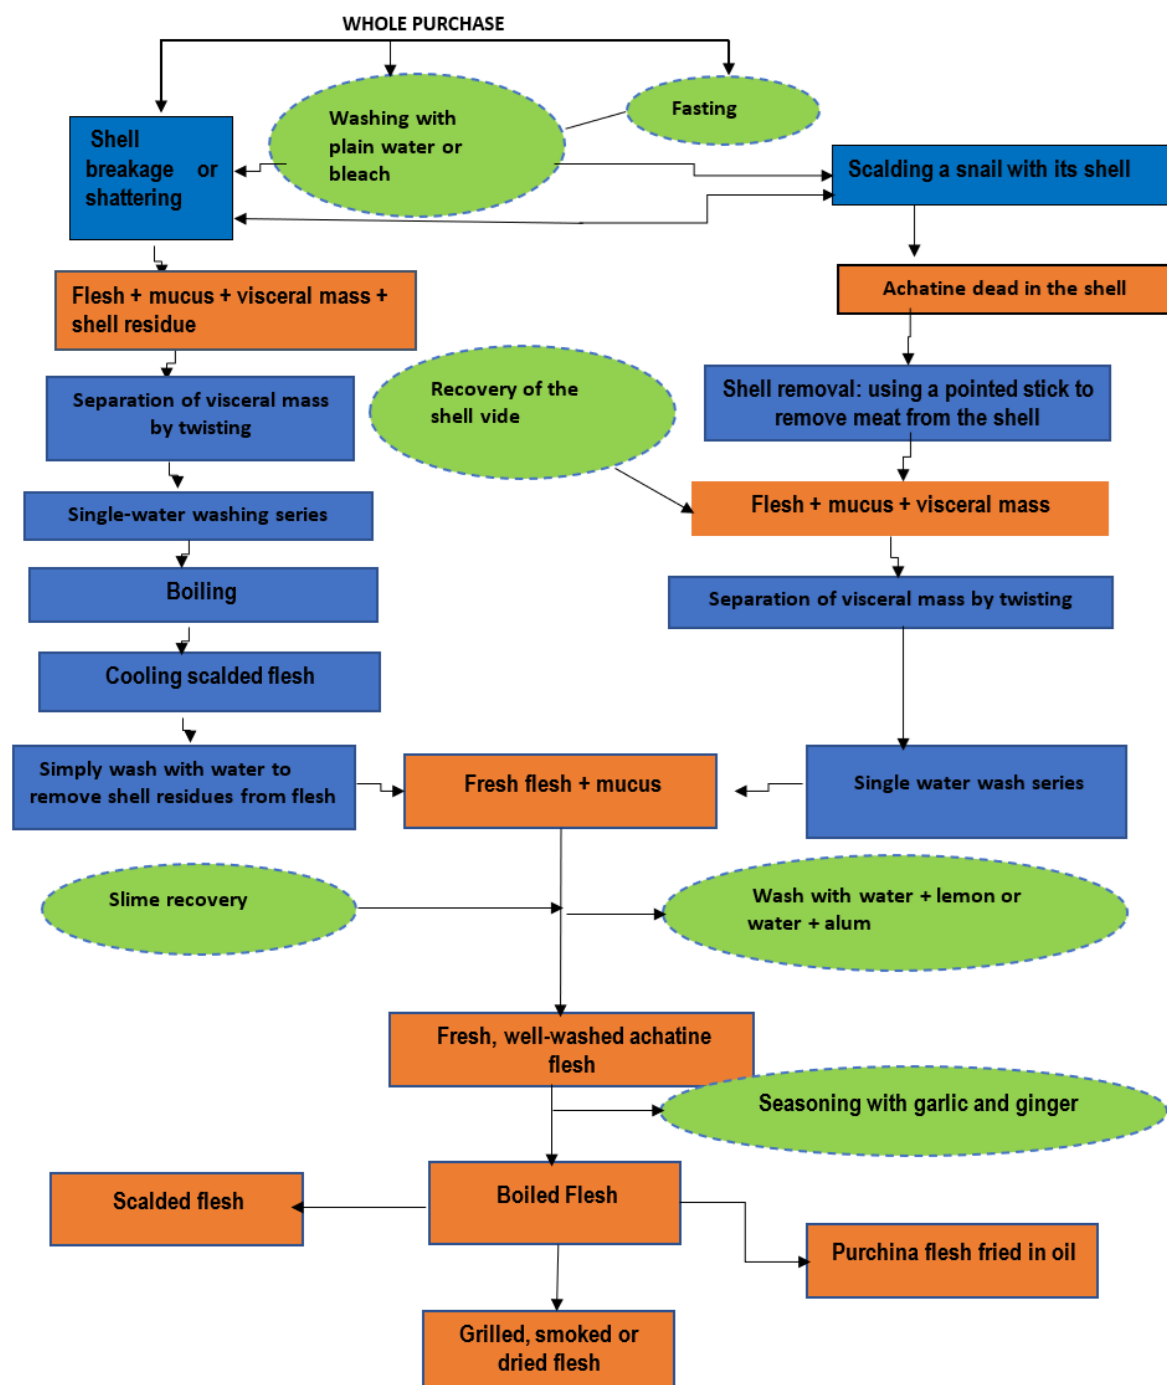 WHOLE PURCHASE
Washing with
plain water or
bleach
Fasting
Shell
breakage or
shattering
Scalding a snail with its shell
Flesh + mucus + visceral mass +
shell residue
Achatine dead in the shell
Separation of visceral mass
by twisting
Recovery of the
shell vide
Shell removal: using a pointed stick to
remove meat from the shell
Single-water washing series
Flesh + mucus + visceral mass
Boiling
Separation of visceral mass by twisting
Cooling scalded flesh
Simply wash with water to
remove shell residues from flesh
Fresh flesh + mucus
Single water wash series
Slime recovery
Wash with water + lemon or
water + alum
Fresh, well-washed achatine
flesh
Seasoning with garlic and ginger
Scalded flesh
Boiled Flesh
Purchina flesh fried in oil
Grilled, smoked or
dried flesh